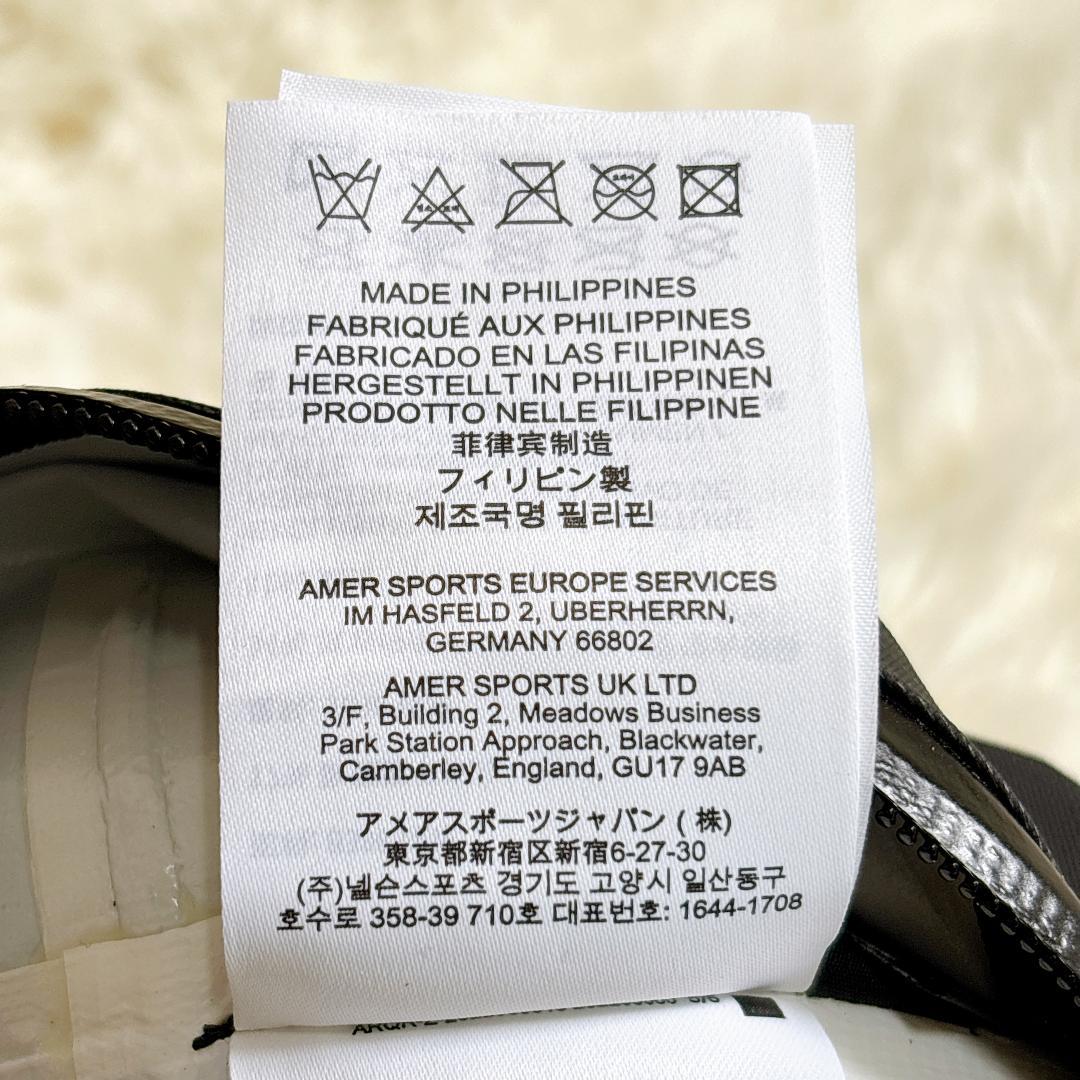 MADE IN PHILIPPINES
FABRIQUÉ AUX PHILIPPINES
FABRICADO EN LAS FILIPINAS
HERGESTELLT IN PHILIPPINEN
PRODOTTO NELLE FILIPPINE
菲律宾制造
フィリピン製
제조국명 필리핀
AMER SPORTS EUROPE SERVICES
IM HASFELD 2, UBERHERRN,
GERMANY 66802
AMER SPORTS UK LTD
3/F, Building 2, Meadows Business
Park Station Approach, Blackwater,
Camberley, England, GU17 9AB
アメアスポーツジャパン ( 株)
東京都新宿区新宿6-27-30
(주)넬슨스포츠 경기도 고양시 일산동구
호수로 358-39 710호 대표번호: 1644-1708